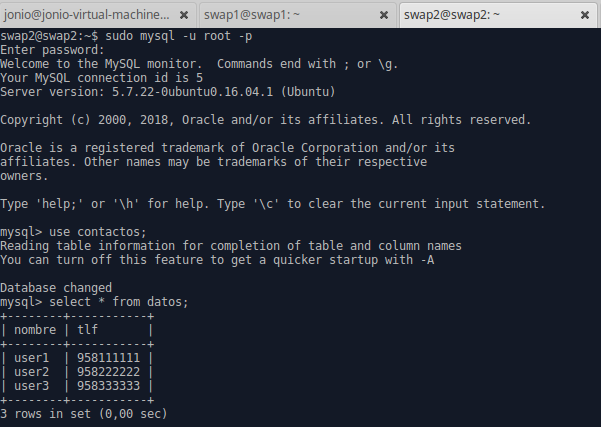 jonio@jonio-virtual-machine... × swap1@swap1: ~ × swap2@swap2: ~ ×
swap2@swap2:~$ sudo mysql -u root -p
Enter password:
Welcome to the MySQL monitor.  Commands end with ; or \g.
Your MySQL connection id is 5
Server version: 5.7.22-0ubuntu0.16.04.1 (Ubuntu)

Copyright (c) 2000, 2018, Oracle and/or its affiliates. All rights reserved.

Oracle is a registered trademark of Oracle Corporation and/or its
affiliates. Other names may be trademarks of their respective
owners.

Type 'help;' or '\h' for help. Type '\c' to clear the current input statement.

mysql> use contactos;
Reading table information for completion of table and column names
You can turn off this feature to get a quicker startup with -A

Database changed
mysql> select * from datos;
+--------+-----------+
| nombre | tlf       |
+--------+-----------+
| user1  | 958111111 |
| user2  | 958222222 |
| user3  | 958333333 |
+--------+-----------+
3 rows in set (0,00 sec)